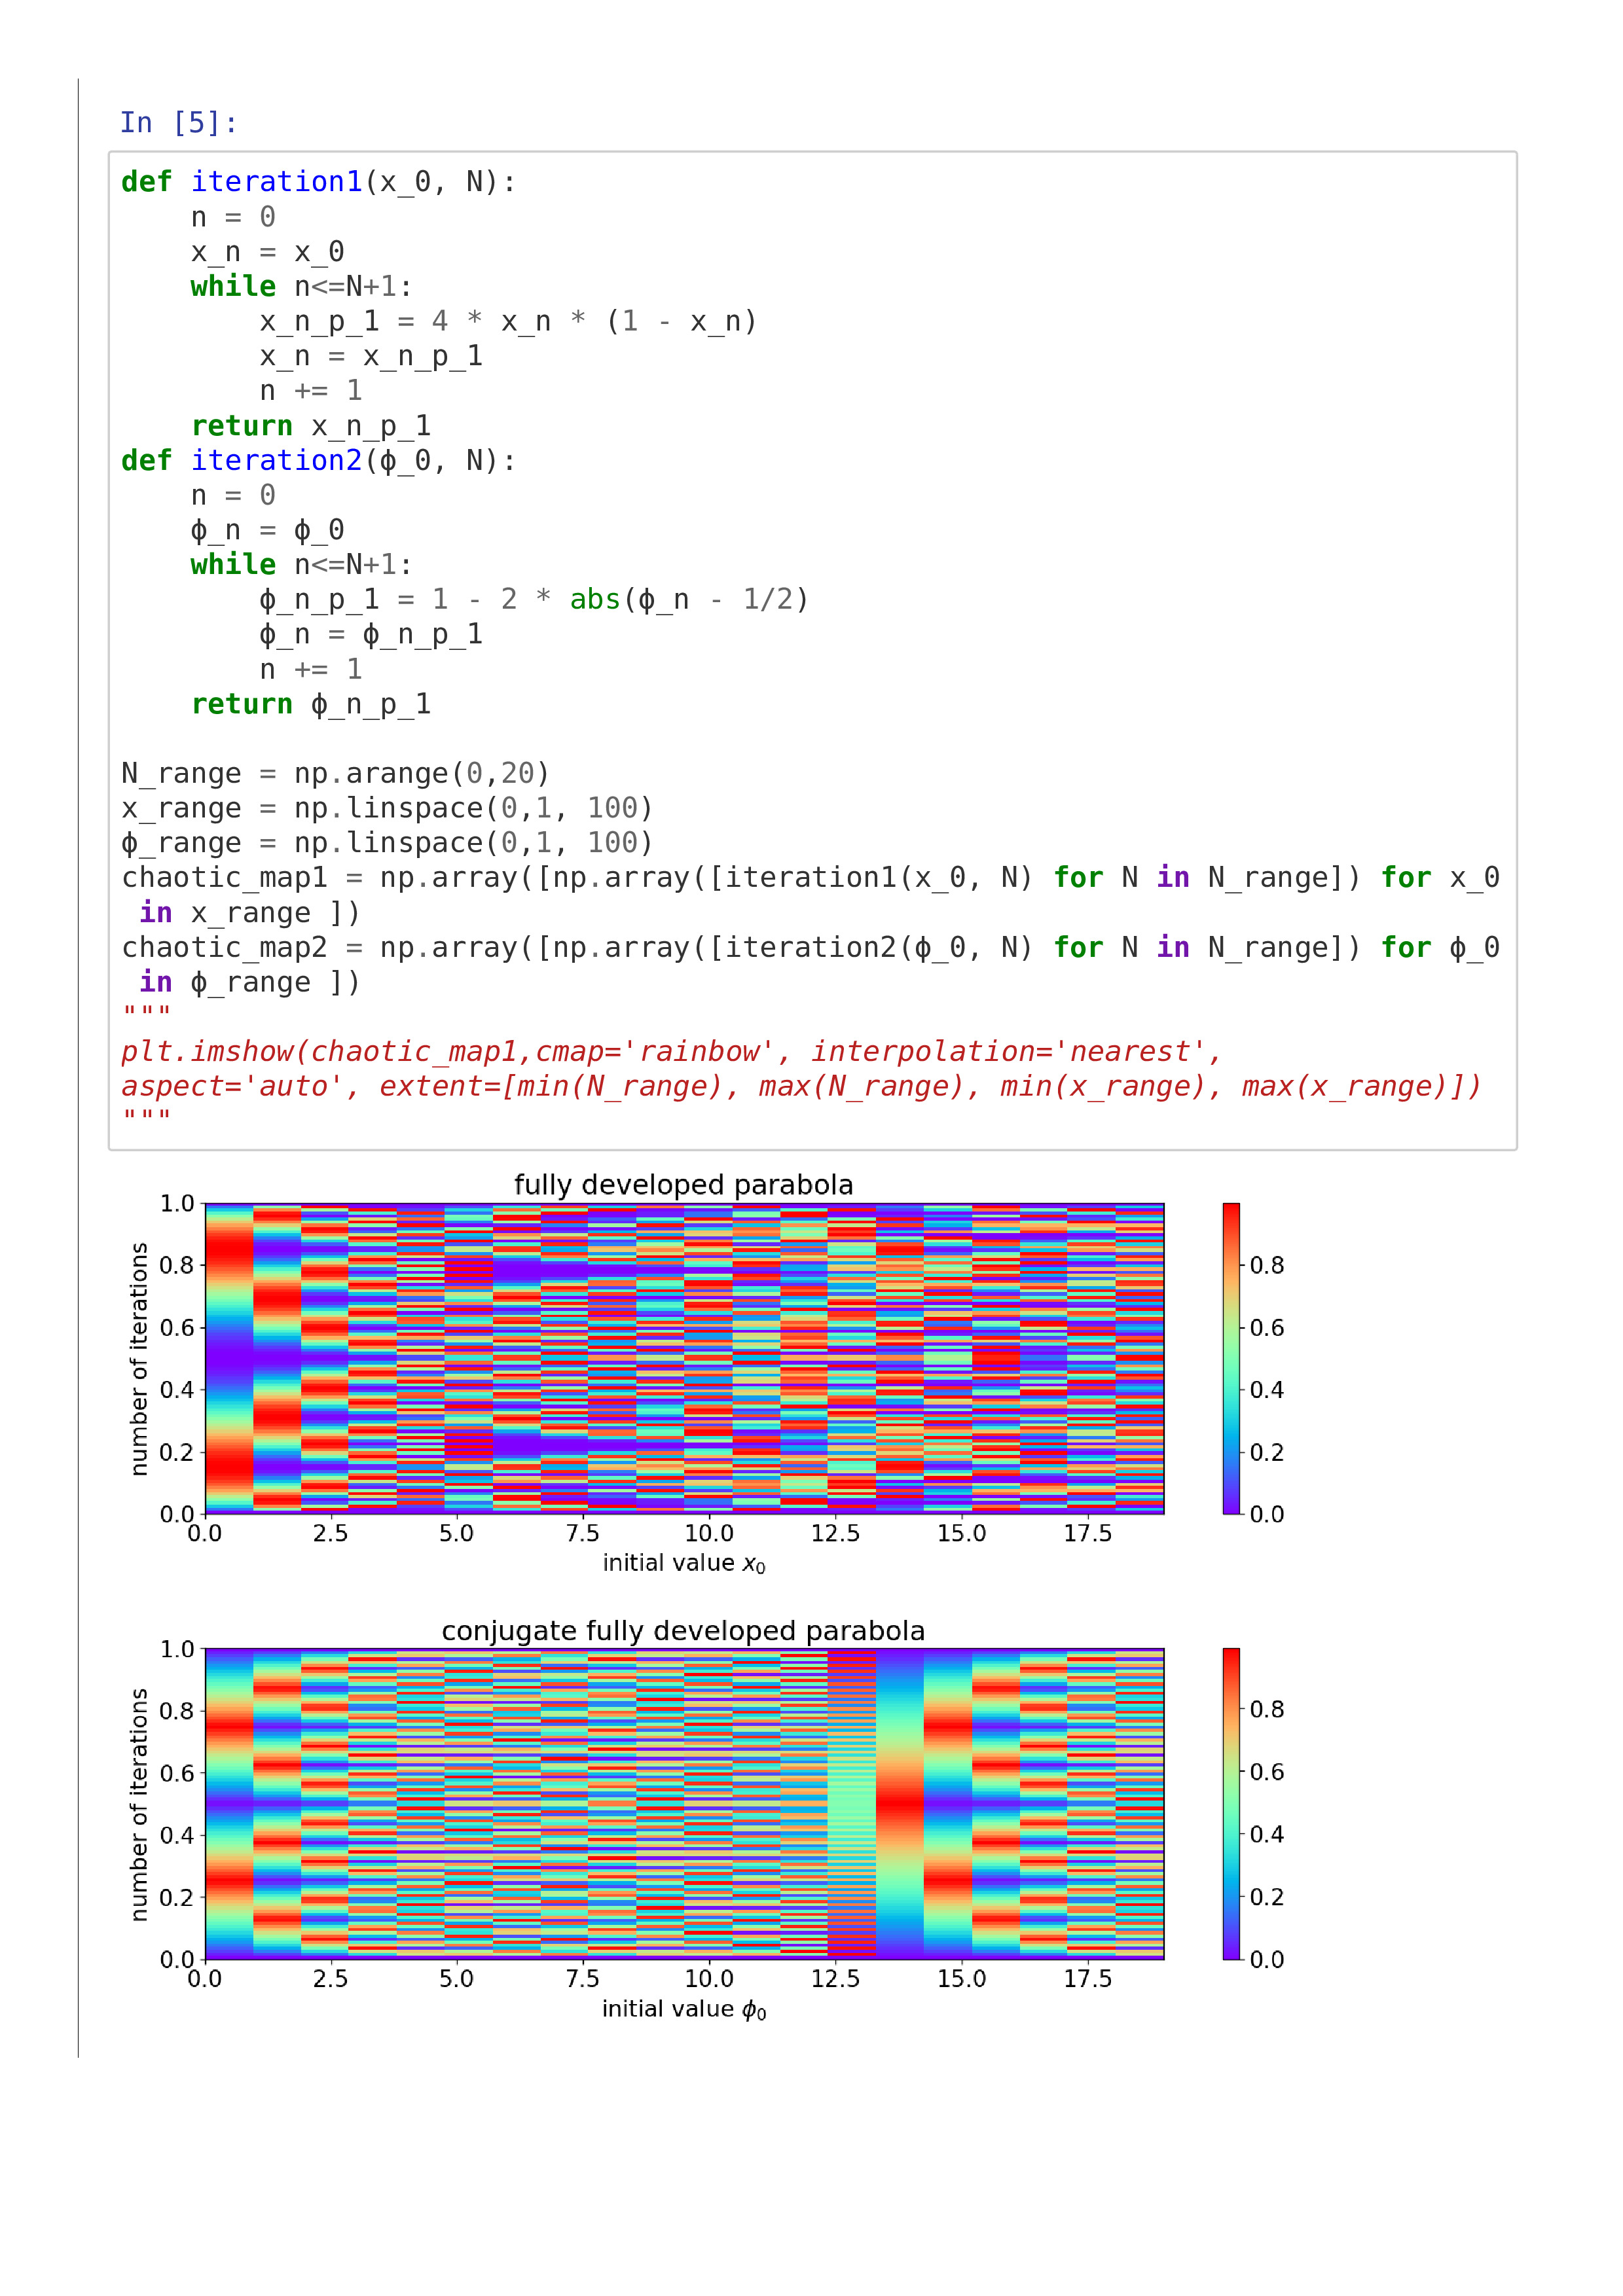 In [5]:
def iteration1(x_0, N):
    n = 0
    x_n = x_0
    while n<=N+1:
        x_n_p_1 = 4 * x_n * (1 - x_n)
        x_n = x_n_p_1
        n += 1
    return x_n_p_1
def iteration2(ϕ_0, N):
    n = 0
    ϕ_n = ϕ_0
    while n<=N+1:
        ϕ_n_p_1 = 1 - 2 * abs(ϕ_n - 1/2)
        ϕ_n = ϕ_n_p_1
        n += 1
    return ϕ_n_p_1
N_range = np.arange(0,20)
x_range = np.linspace(0,1, 100)
ϕ_range = np.linspace(0,1, 100)
chaotic_map1 = np.array([np.array([iteration1(x_0, N) for N in N_range]) for x_0
 in x_range ])
chaotic_map2 = np.array([np.array([iteration2(ϕ_0, N) for N in N_range]) for ϕ_0
 in ϕ_range ])
"""
plt.imshow(chaotic_map1,cmap='rainbow', interpolation='nearest',
aspect='auto', extent=[min(N_range), max(N_range), min(x_range), max(x_range)])
"""
fully developed parabola
number of iterations
1.0
0.8
0.6
0.4
0.2
0.0
0.0 2.5 5.0 7.5 10.0 12.5 15.0 17.5
initial value x₀
0.8
0.6
0.4
0.2
0.0
conjugate fully developed parabola
number of iterations
1.0
0.8
0.6
0.4
0.2
0.0
0.0 2.5 5.0 7.5 10.0 12.5 15.0 17.5
initial value ϕ₀
0.8
0.6
0.4
0.2
0.0